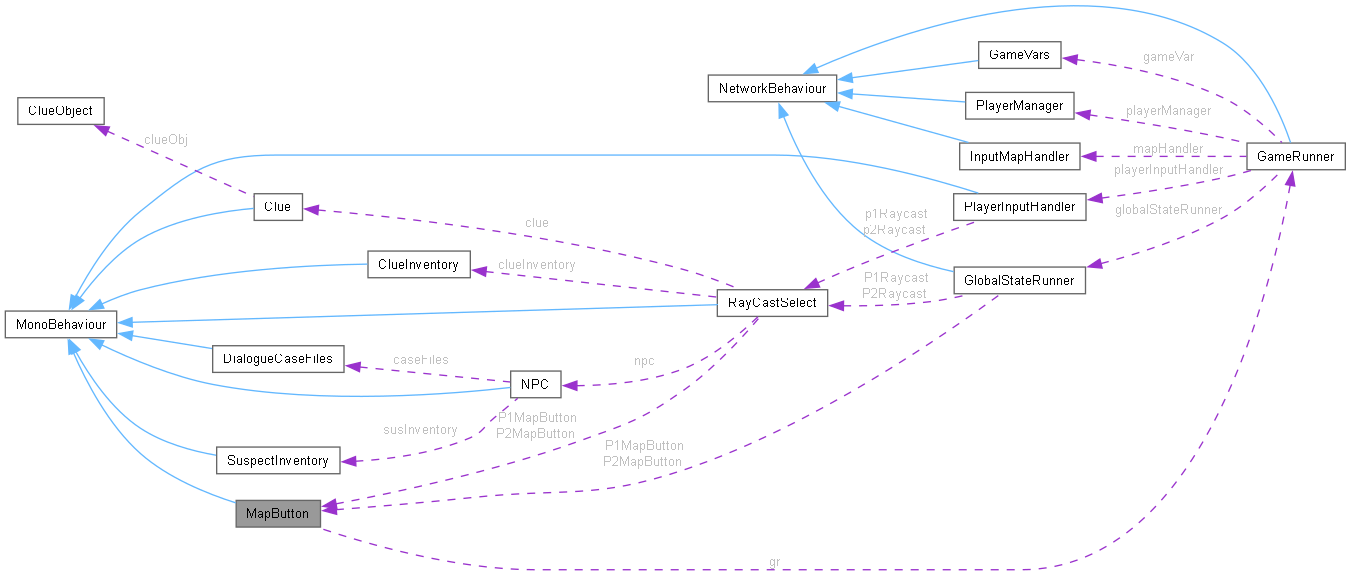 GameVars
gameVar
NetworkBehaviour
ClueObject
PlayerManager
playerManager
clueObj
InputMapHandler
mapHandler
GameRunner
playerInputHandler
Clue
PlayerInputHandler
globalStateRunner
clue
p1Raycast
p2Raycast
ClueInventory
clueInventory
P1Raycast
P2Raycast
GlobalStateRunner
RayCastSelect
MonoBehaviour
DialogueCaseFiles
caseFiles
npc
NPC
susInventory
P1MapButton
P2MapButton
P1MapButton
P2MapButton
SuspectInventory
MapButton
gr